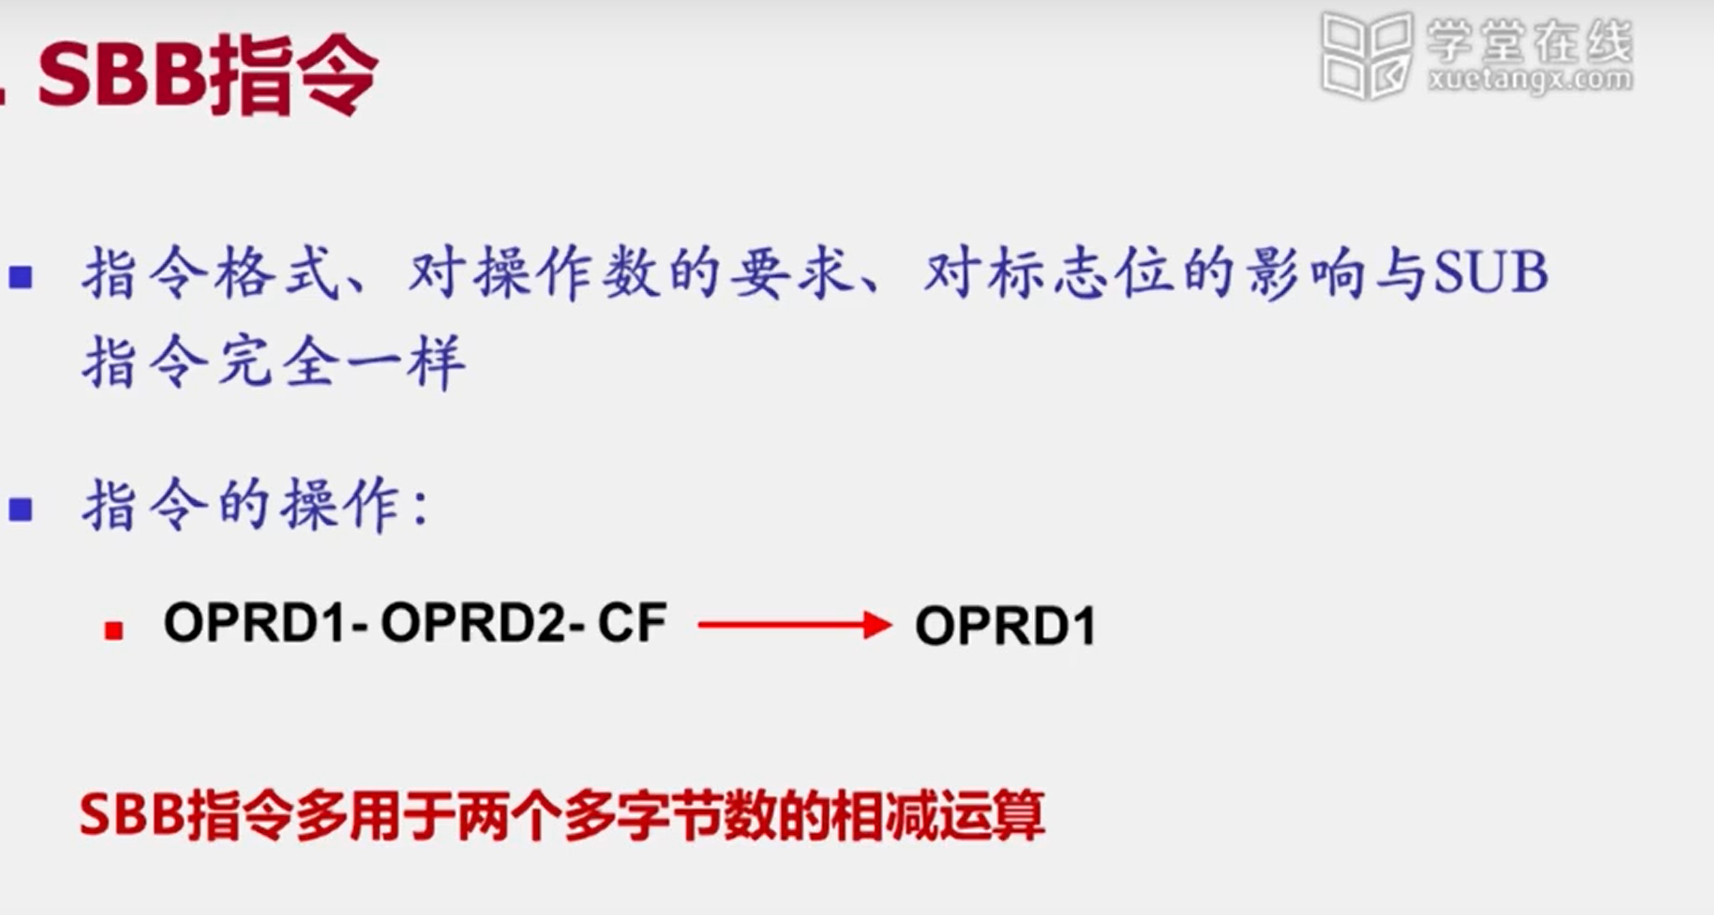 . SBB指令
学堂在线
xuetangx.com
指令格式、对操作数的要求、对标志位的影响与SUB
指令完全一样
指令的操作：
OPRD1- OPRD2- CF → OPRD1
SBB指令多用于两个多字节数的相减运算